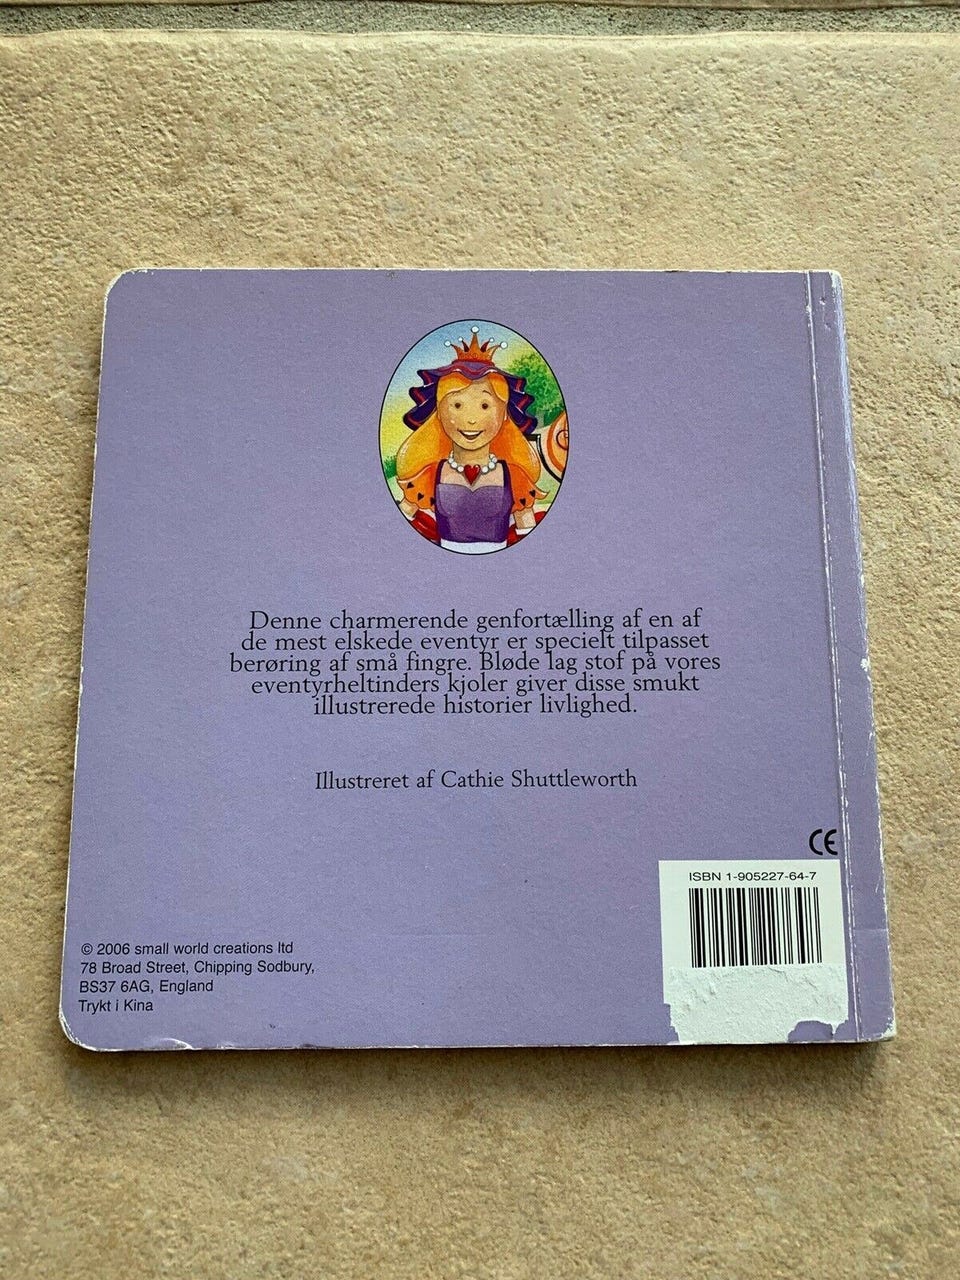 Denne charmerende genfortælling af en af
de mest elskede eventyr er specielt tilpasset
berøring af små fingre. Bløde lag stof på vores
eventyrheltinders kjoler giver disse smukt
illustrerede historier livlighed.
Illustreret af Cathie Shuttleworth
CE
ISBN 1-905227-64-7
© 2006 small world creations ltd
78 Broad Street, Chipping Sodbury,
BS37 6AG, England
Trykt i Kina